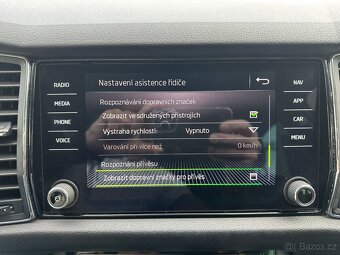 Nastavení asistence řidiče
RADIO
MEDIA
PHONE
VOICE
Rozpoznávání dopravních značek
Zobrazit ve sdružených přístrojích
Výstraha rychlosti: Vypnuto
Varování při více než 0 km/h
Rozpoznání přívěsu
Zobrazit dopravní značky pro přívěs
NAV
APP
CAR
MENU
Bazoš.cz